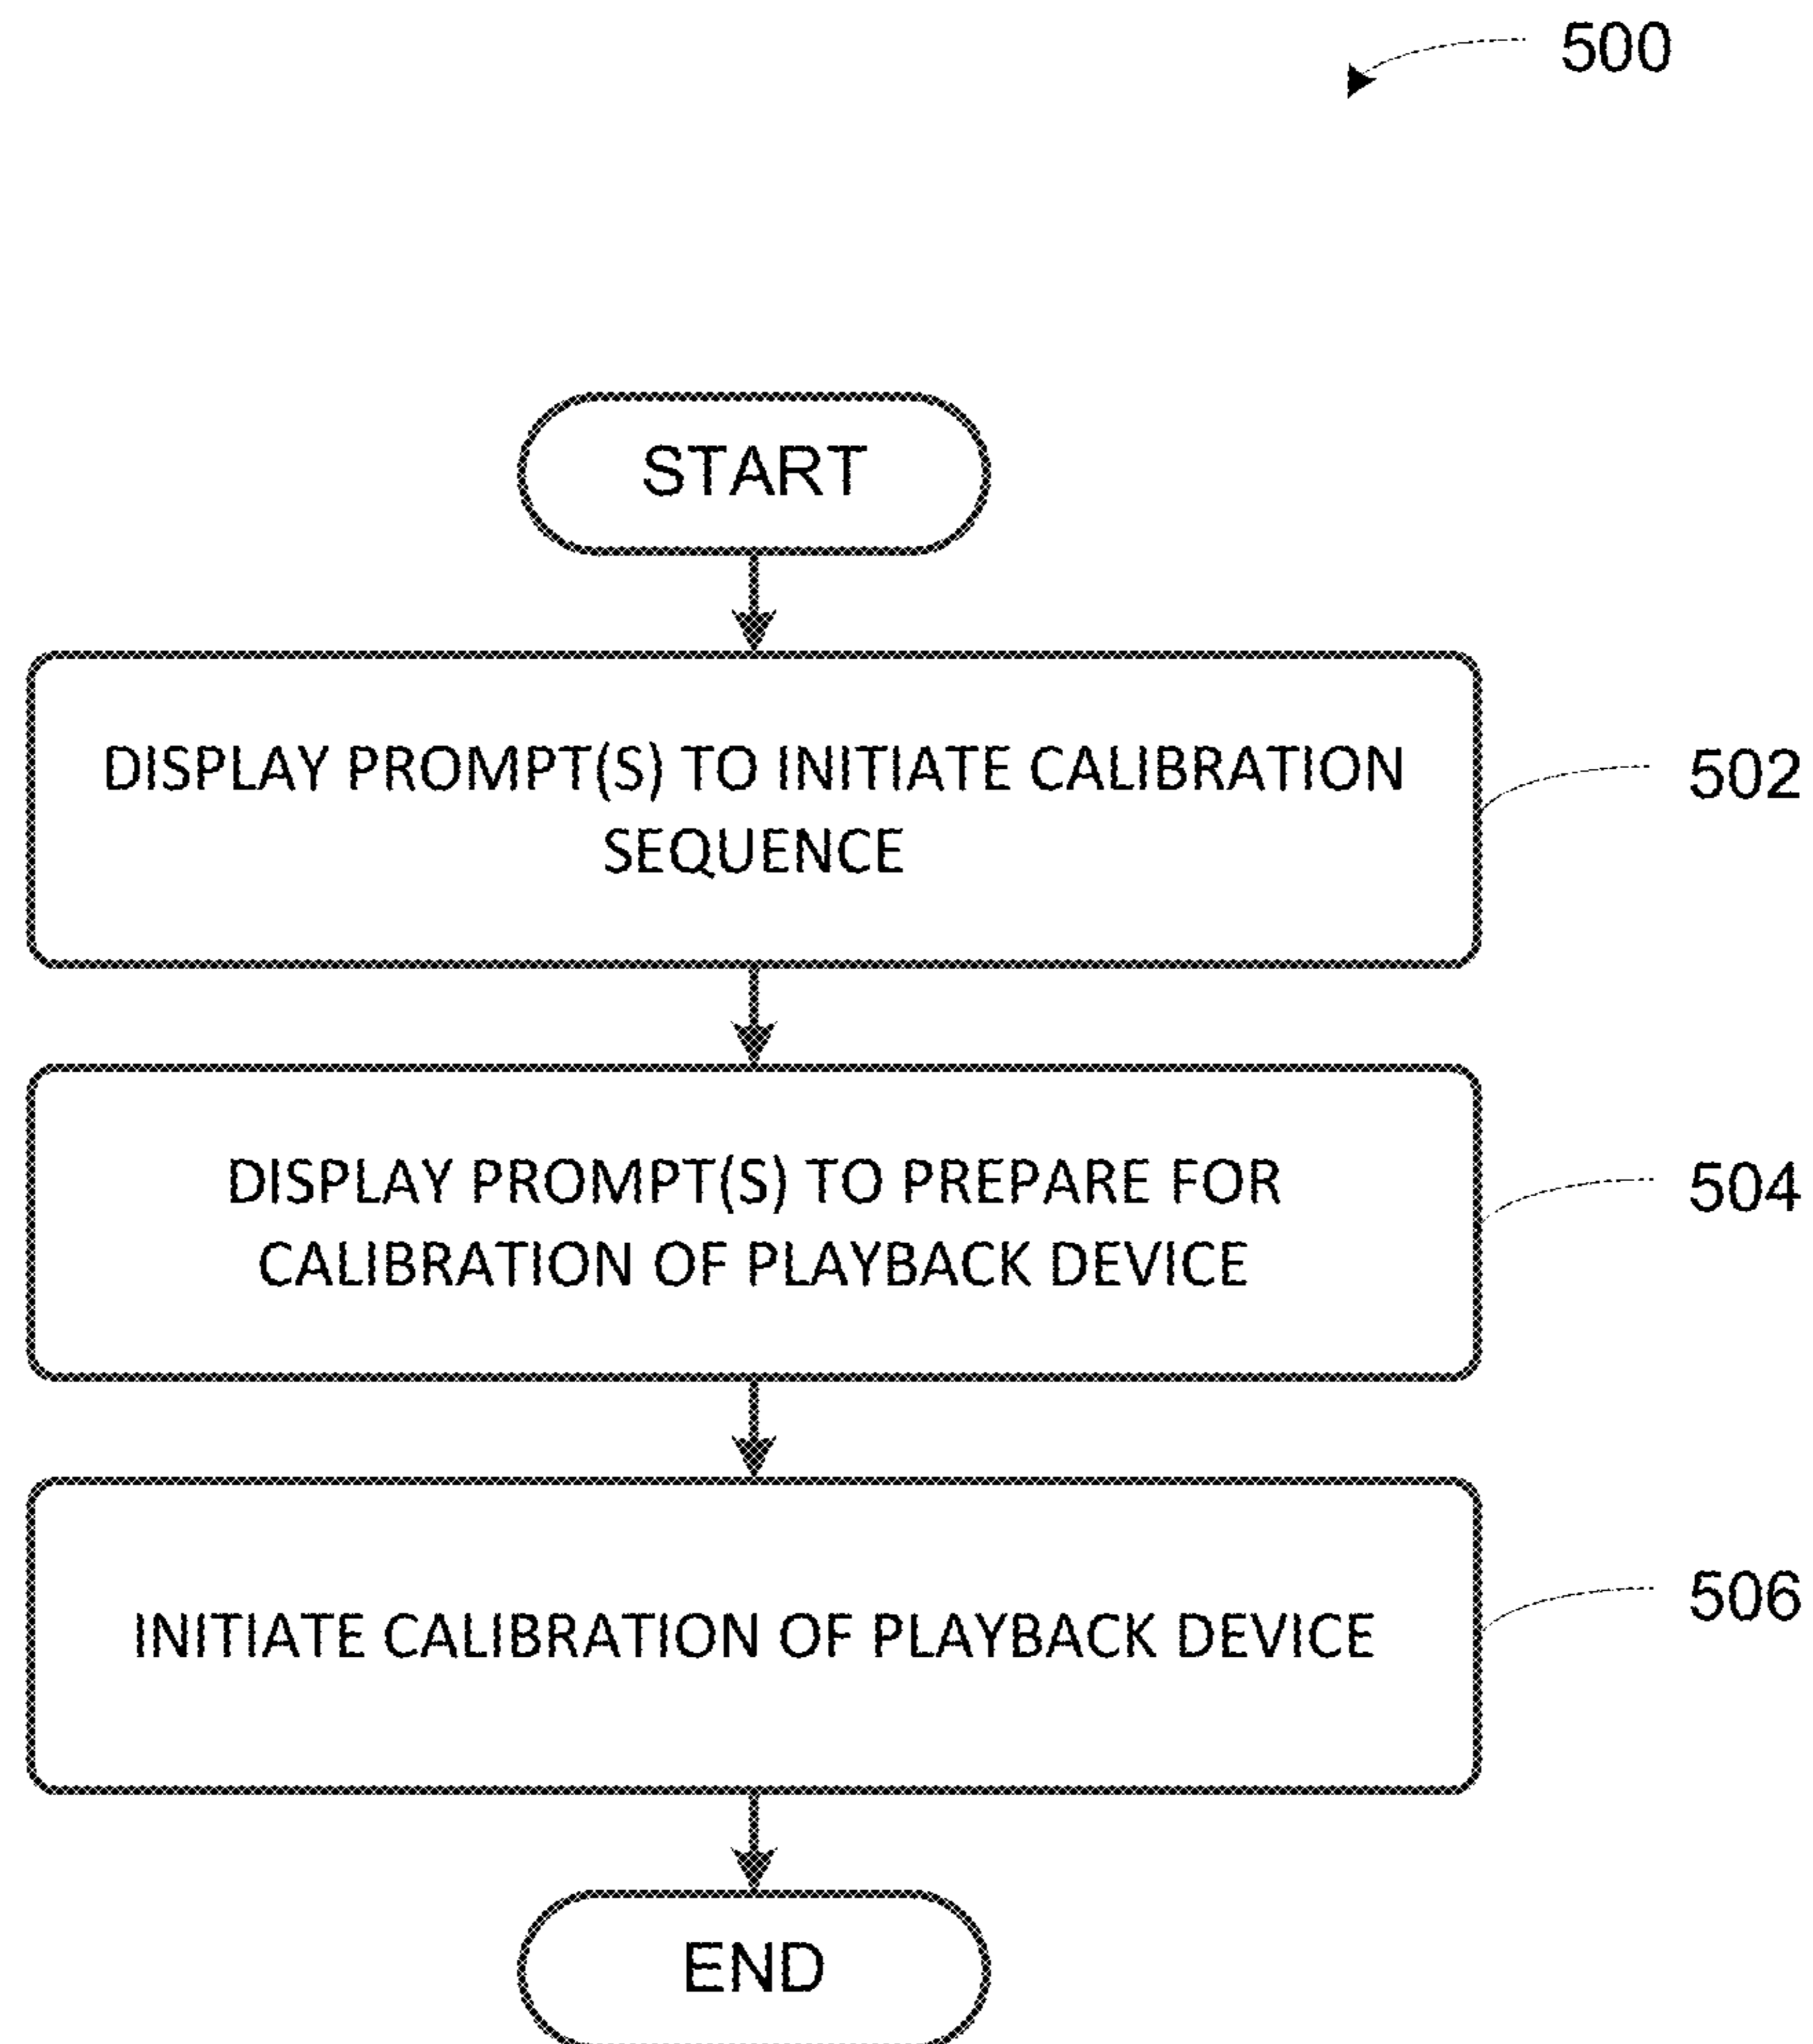 500
START
DISPLAY PROMPT(S) TO INITIATE CALIBRATION
SEQUENCE
502
DISPLAY PROMPT(S) TO PREPARE FOR
CALIBRATION OF PLAYBACK DEVICE
504
INITIATE CALIBRATION OF PLAYBACK DEVICE
506
END